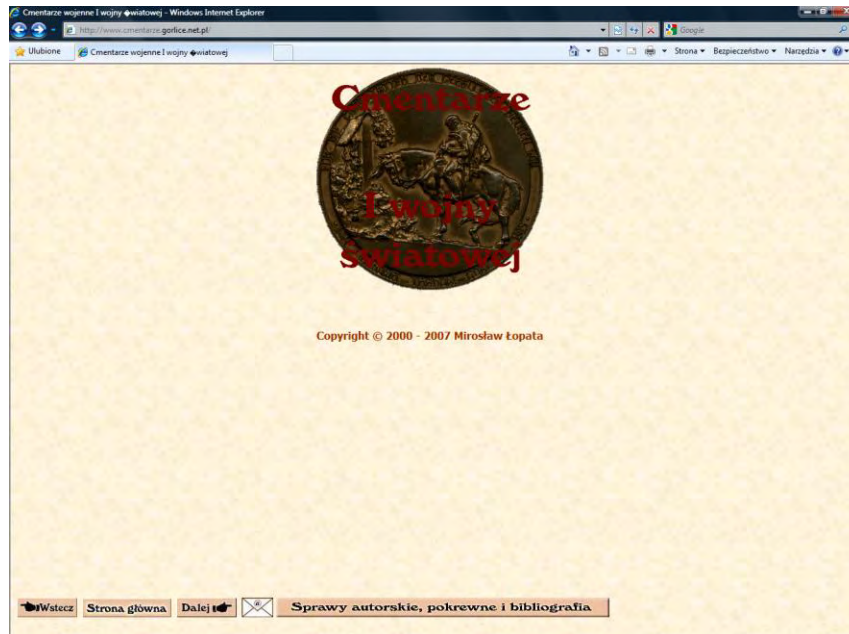 Cmentarze wojenne I wojny �wiatowej - Windows Internet Explorer
http://www.cmentarze.gorlice.net.pl/
Google
Ulubione
Cmentarze wojenne I wojny �wiatowej
Strona
Bezpieczeństwo
Narzędzia
Cmentarze
I wojny
światowej
Copyright © 2000 - 2007 Mirosław Łopata
Wstecz
Strona główna
Dalej
Sprawy autorskie, pokrewne i bibliografia